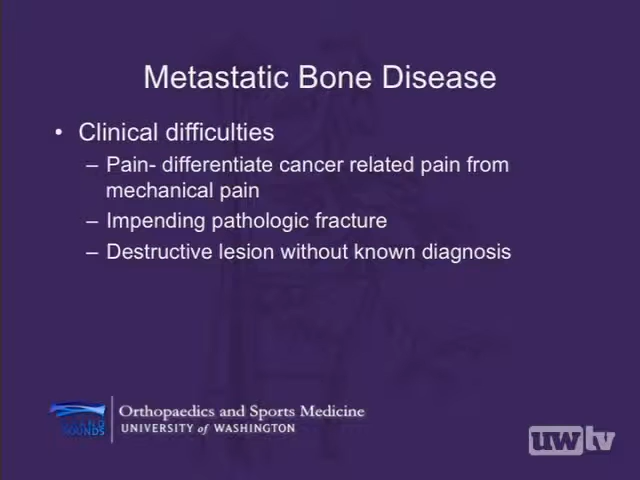 Metastatic Bone Disease
• Clinical difficulties
– Pain- differentiate cancer related pain from
mechanical pain
– Impending pathologic fracture
– Destructive lesion without known diagnosis
Orthopaedics and Sports Medicine
UNIVERSITY of WASHINGTON
uwtv